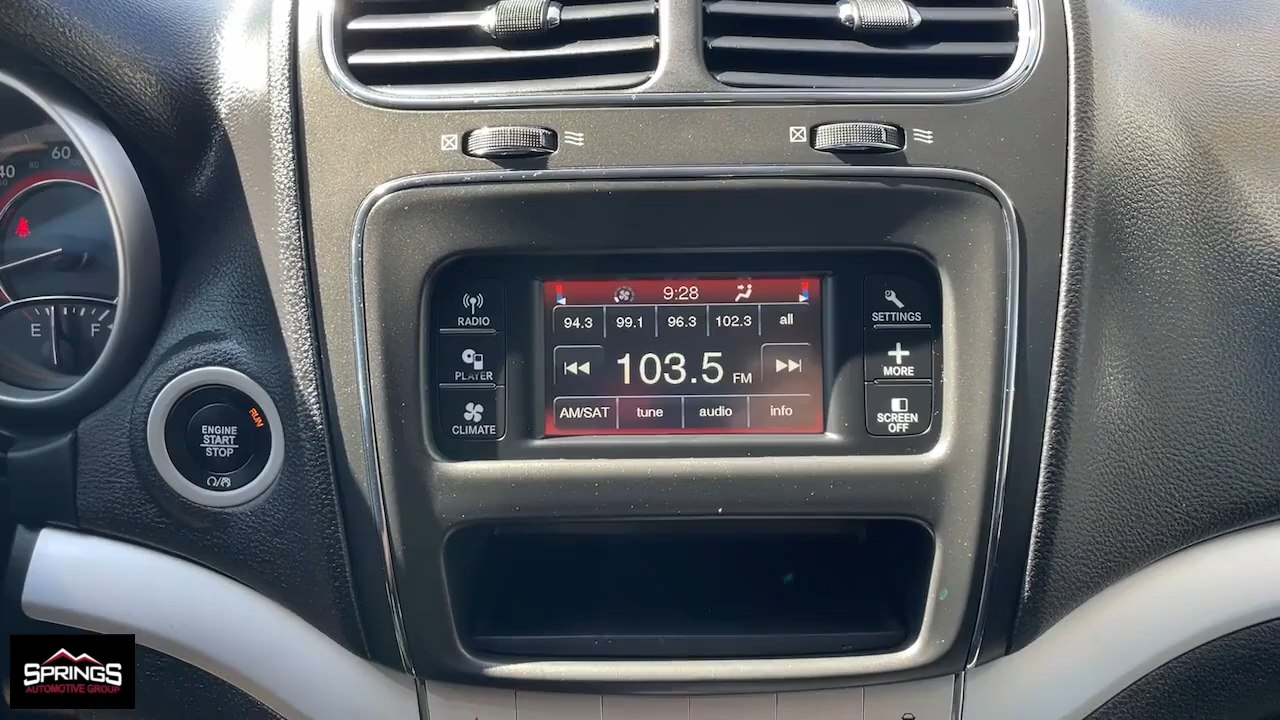 40
60
80
E
F
ENGINE
START
STOP
RUN
RADIO
PLAYER
CLIMATE
9:28
94.3 99.1 96.3 102.3 all
103.5 FM
AM/SAT tune audio info
SETTINGS
MORE
SCREEN
OFF
SPRINGS
AUTOMOTIVE GROUP